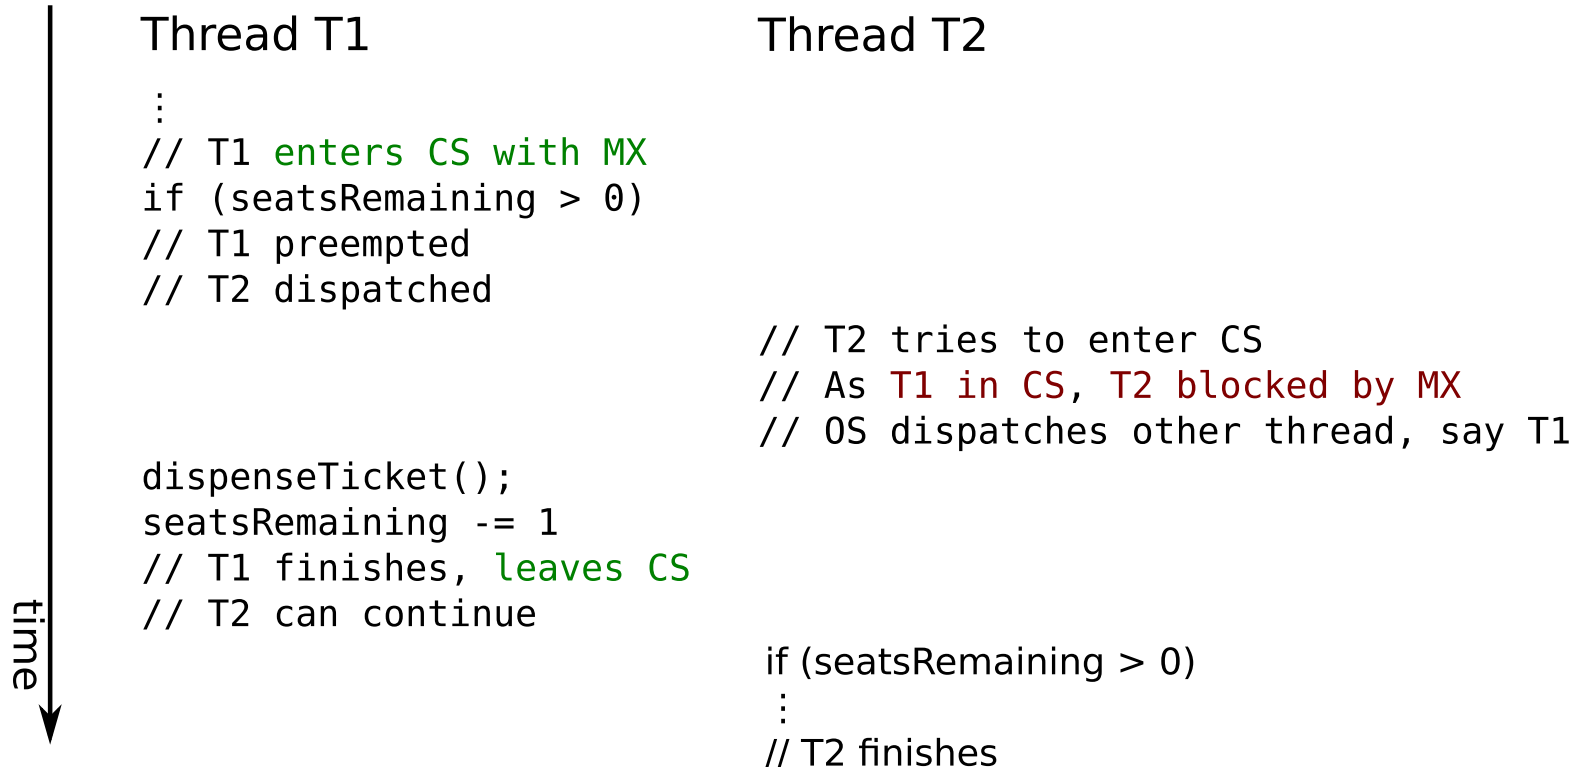 Thread T1
Thread T2
⋮
// T1 enters CS with MX
if (seatsRemaining > 0)
// T1 preempted
// T2 dispatched
// T2 tries to enter CS
// As T1 in CS, T2 blocked by MX
// OS dispatches other thread, say T1
dispenseTicket();
seatsRemaining -= 1
// T1 finishes, leaves CS
// T2 can continue
if (seatsRemaining > 0)
⋮
// T2 finishes
time